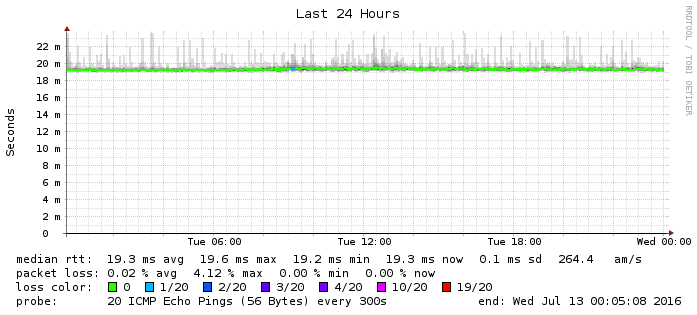 Last 24 Hours
RRDTOOL / TOBI OETIKER
Seconds
22 m
20 m
18 m
16 m
14 m
12 m
10 m
8 m
6 m
4 m
2 m
0
Tue 06:00 Tue 12:00 Tue 18:00 Wed 00:00
median rtt: 19.3 ms avg 19.6 ms max 19.2 ms min 19.3 ms now 0.1 ms sd 264.4 am/s
packet loss: 0.02 % avg 4.12 % max 0.00 % min 0.00 % now
loss color: 0 1/20 2/20 3/20 4/20 10/20 19/20
probe: 20 ICMP Echo Pings (56 Bytes) every 300s end: Wed Jul 13 00:05:08 2016